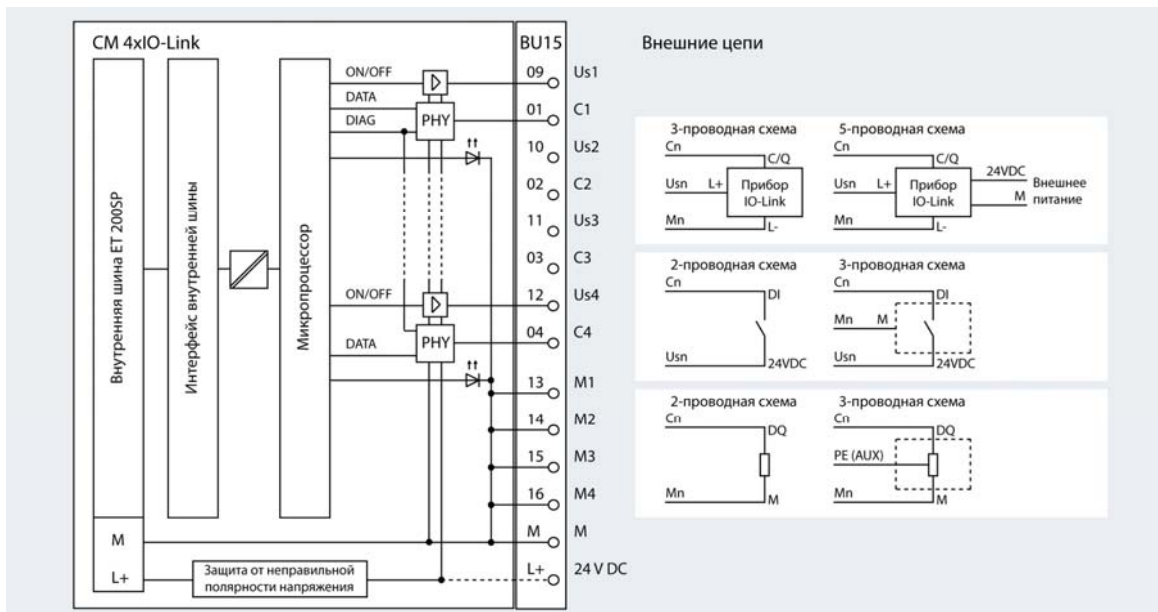 CM 4xIO-Link
BU15
Внешние цепи
Внутренняя шина ET 200SP
Интерфейс внутренней шины
Микропроцессор
ON/OFF
DATA
DIAG
PHY
ON/OFF
DATA
PHY
09 Us1
01 C1
10 Us2
02 C2
11 Us3
03 C3
12 Us4
04 C4
13 M1
14 M2
15 M3
16 M4
M M
L+ 24 V DC
M
L+
Защита от неправильной
полярности напряжения
3-проводная схема
Cn
C/Q
Usn L+
Прибор
IO-Link
Mn
L-
5-проводная схема
Cn
C/Q
Usn L+
Прибор
IO-Link
Mn
L-
24VDC
M
Внешнее
питание
2-проводная схема
Cn
DI
Usn
24VDC
3-проводная схема
Cn
DI
Mn M
Usn
24VDC
2-проводная схема
Cn
DQ
Mn
M
3-проводная схема
Cn
DQ
PE (AUX)
Mn
M